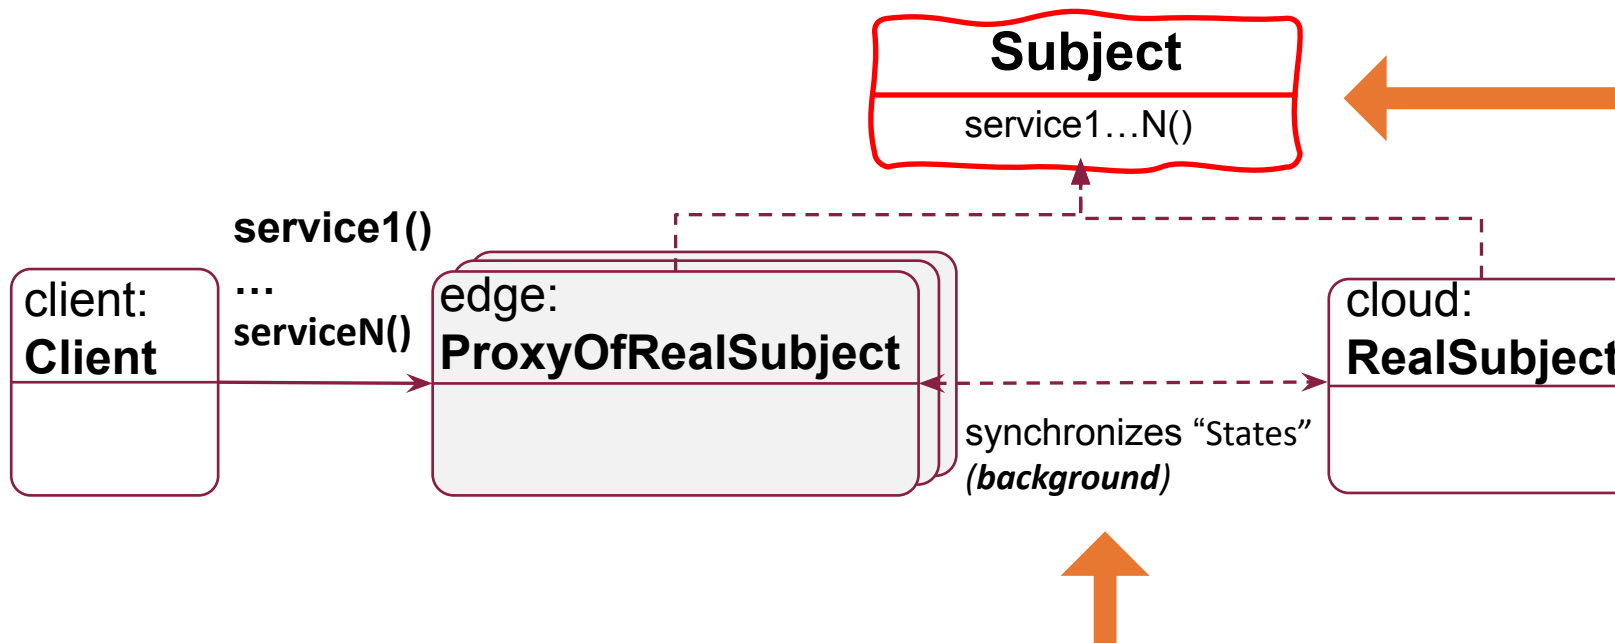 Subject
service1…N()
service1()
…
serviceN()
client:
Client
edge:
ProxyOfRealSubject
cloud:
RealSubject
synchronizes “States”
(background)